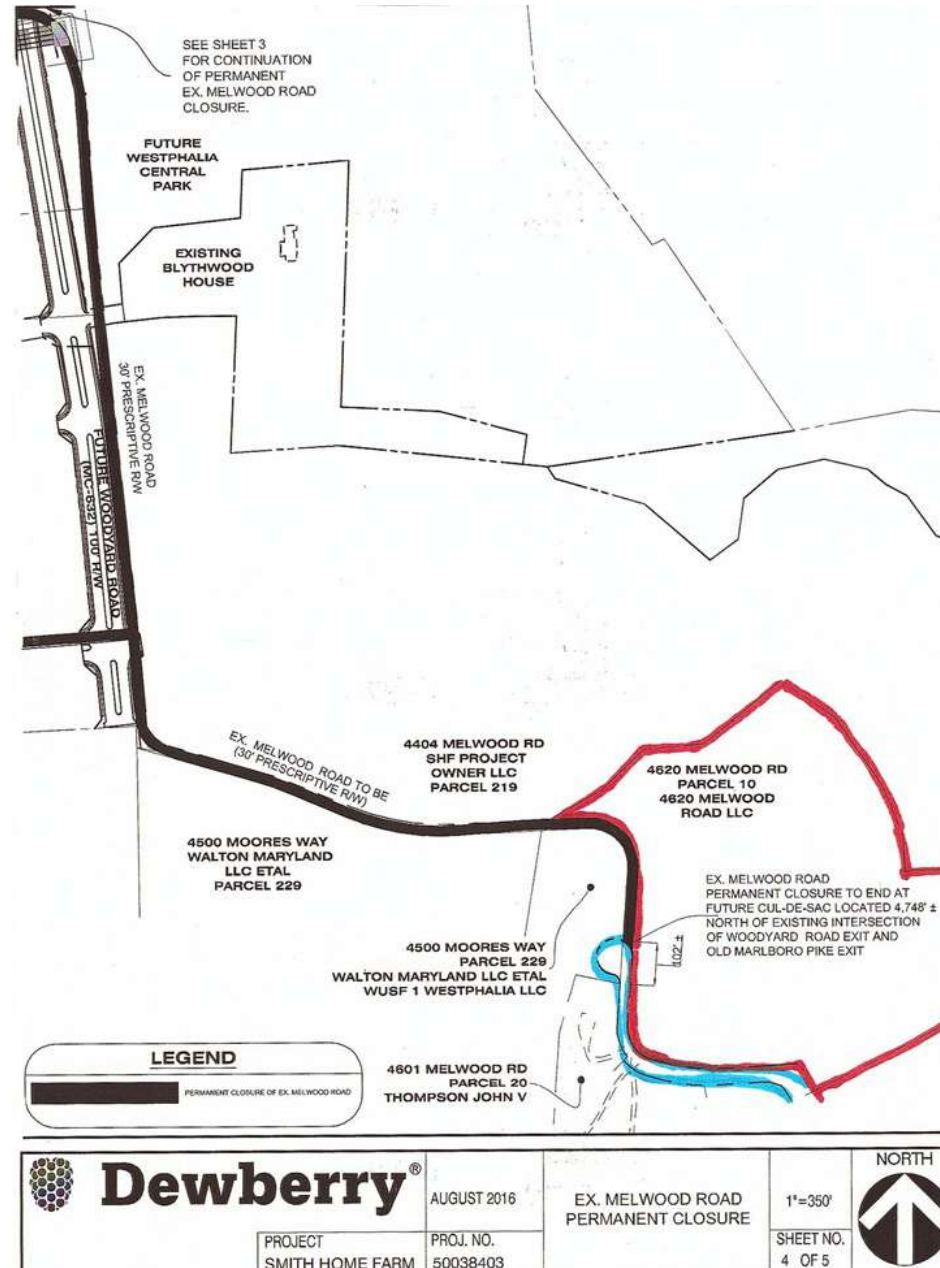 SEE SHEET 3
FOR CONTINUATION
OF PERMANENT
EX. MELWOOD ROAD
CLOSURE.
FUTURE
WESTPHALIA
CENTRAL
PARK
EXISTING
BLYTHWOOD
HOUSE
EX. MELWOOD ROAD
30' PRESCRIPTIVE R/W
FUTURE WOODYARD ROAD
(MC-632) 100' R/W
EX. MELWOOD ROAD TO BE
(30' PRESCRIPTIVE R/W)
4404 MELWOOD RD
SHF PROJECT
OWNER LLC
PARCEL 219
4620 MELWOOD RD
PARCEL 10
4620 MELWOOD
ROAD LLC
4500 MOORES WAY
WALTON MARYLAND
LLC ETAL
PARCEL 229
EX. MELWOOD ROAD
PERMANENT CLOSURE TO END AT
FUTURE CUL-DE-SAC LOCATED 4,748' ±
NORTH OF EXISTING INTERSECTION
OF WOODYARD ROAD EXIT AND
OLD MARLBORO PIKE EXIT
102' ±
4500 MOORES WAY
PARCEL 229
WALTON MARYLAND LLC ETAL
WUSF 1 WESTPHALIA LLC
4601 MELWOOD RD
PARCEL 20
THOMPSON JOHN V
LEGEND
PERMANENT CLOSURE OF EX. MELWOOD ROAD
Dewberry®
AUGUST 2016
EX. MELWOOD ROAD
PERMANENT CLOSURE
1"=350'
NORTH
PROJECT
SMITH HOME FARM
PROJ. NO.
50038403
SHEET NO.
4 OF 5